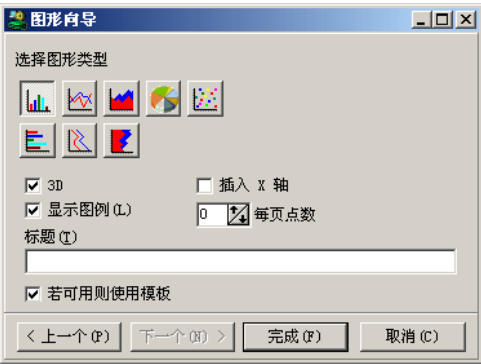 图形向导
选择图形类型
3D
插入 X 轴
显示图例(L)
0 每页点数
标题(T)
若可用则使用模板
< 上一个(P) 下一个(N) > 完成(F) 取消(C)